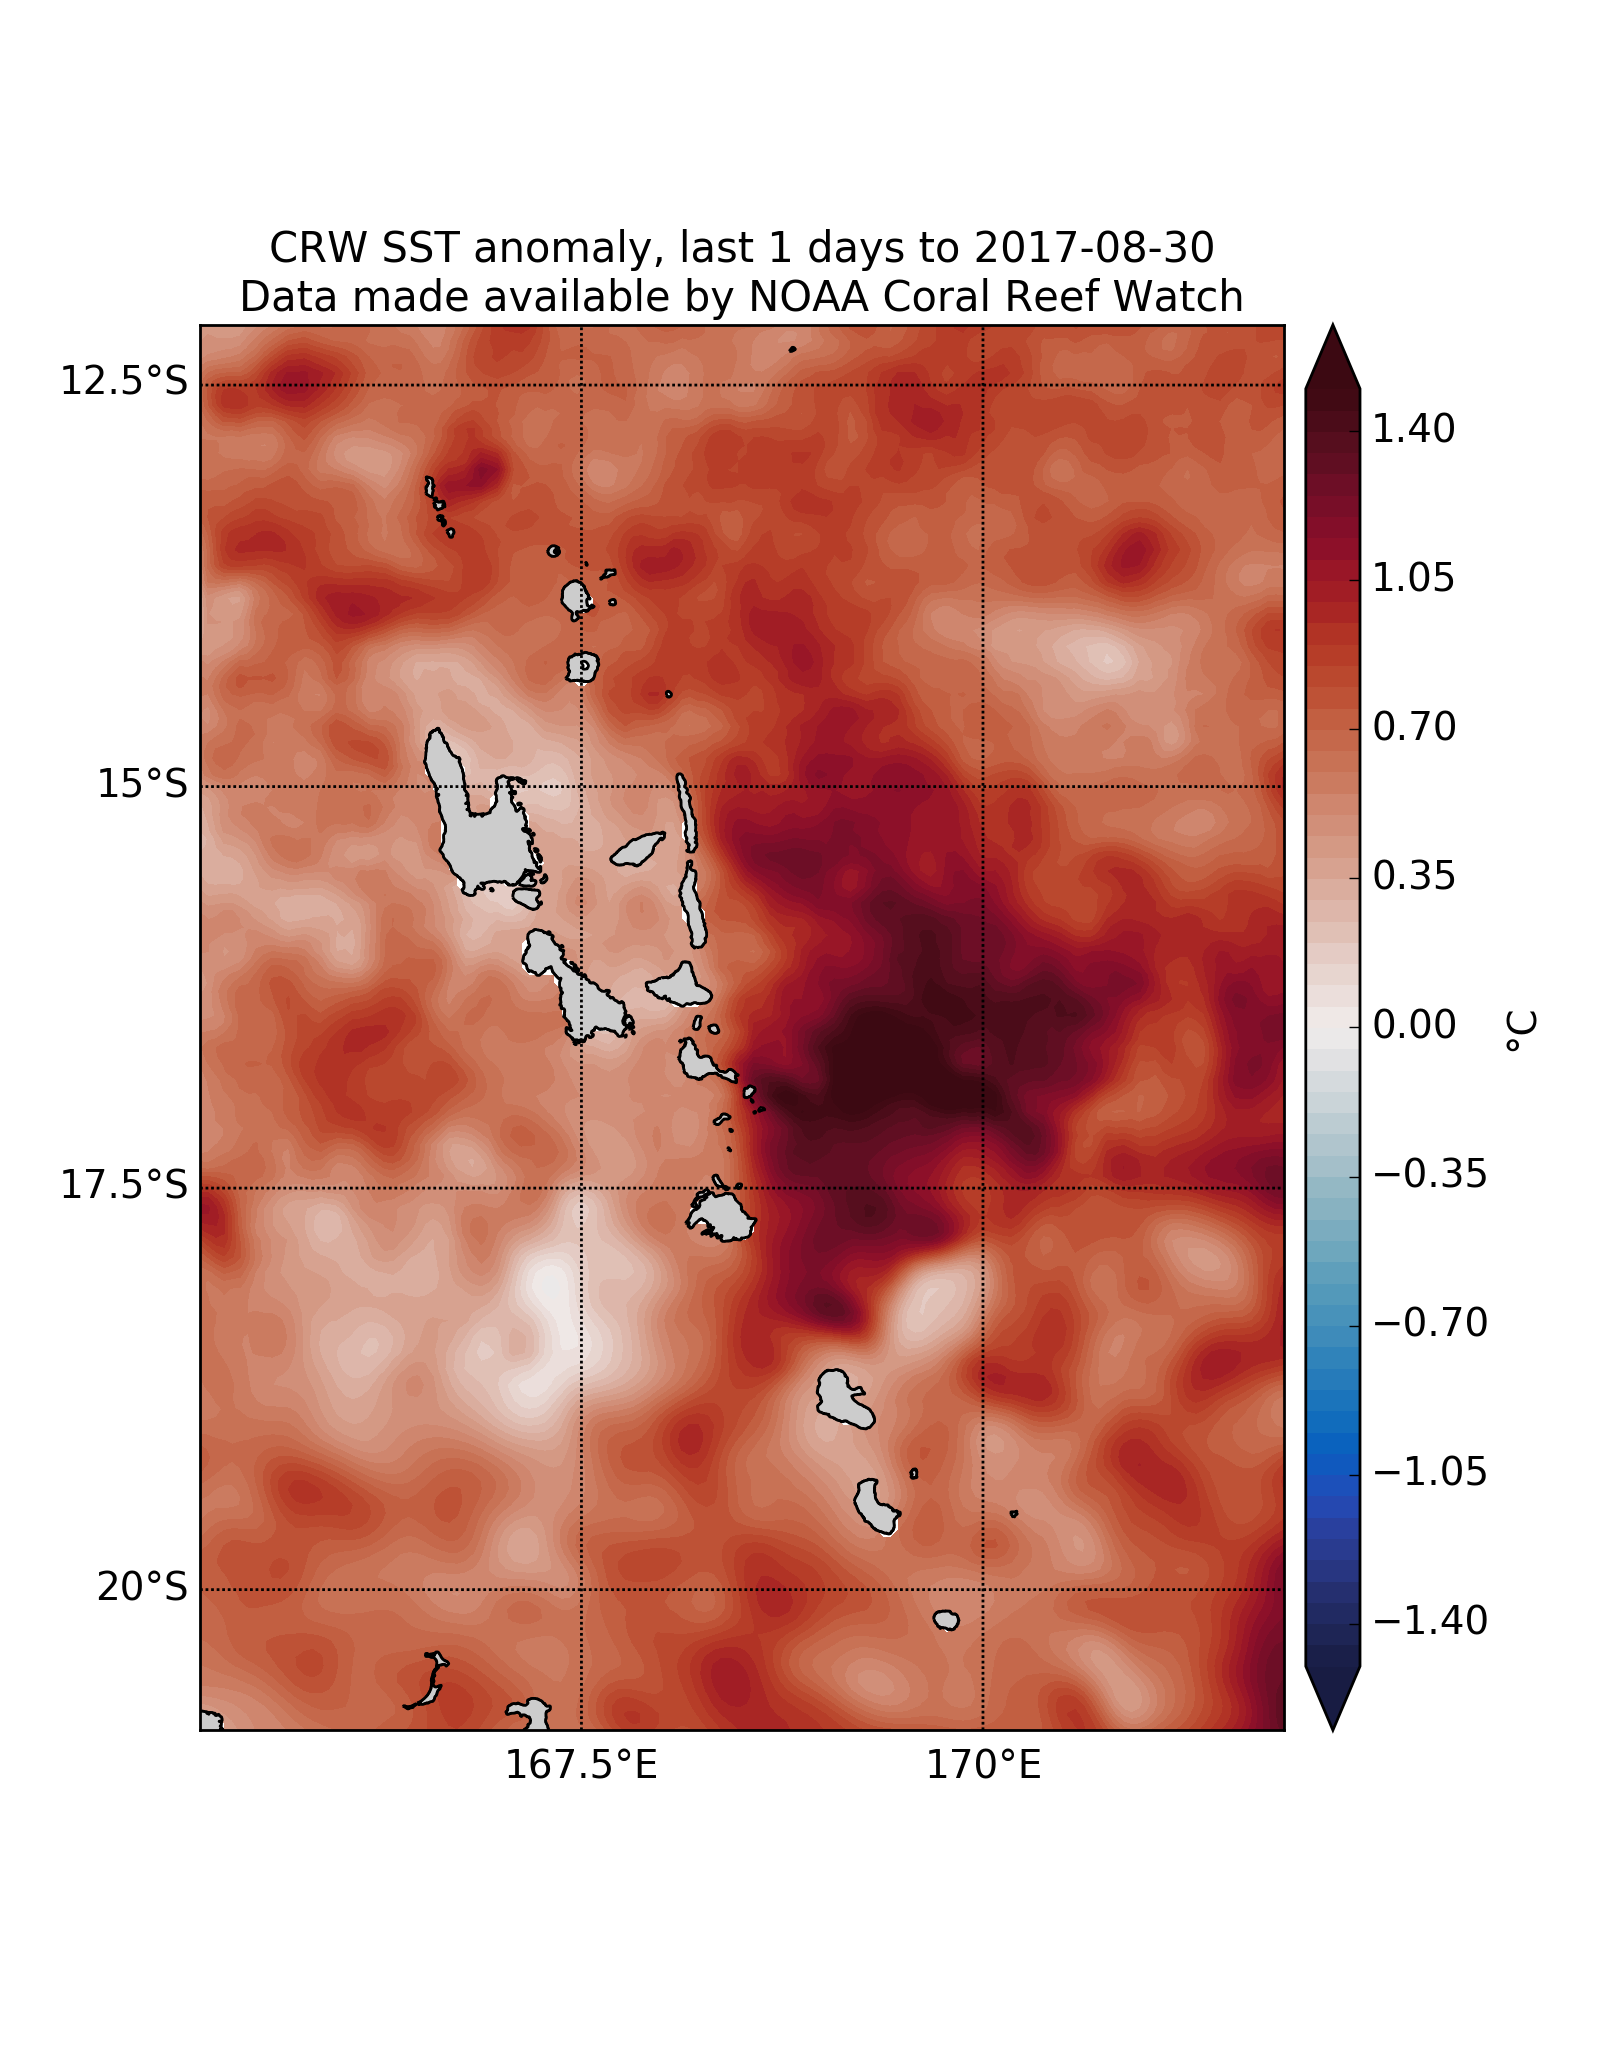 CRW SST anomaly, last 1 days to 2017-08-30
Data made available by NOAA Coral Reef Watch
12.5°S
15°S
17.5°S
20°S
167.5°E
170°E
1.40
1.05
0.70
0.35
0.00
−0.35
−0.70
−1.05
−1.40
°C